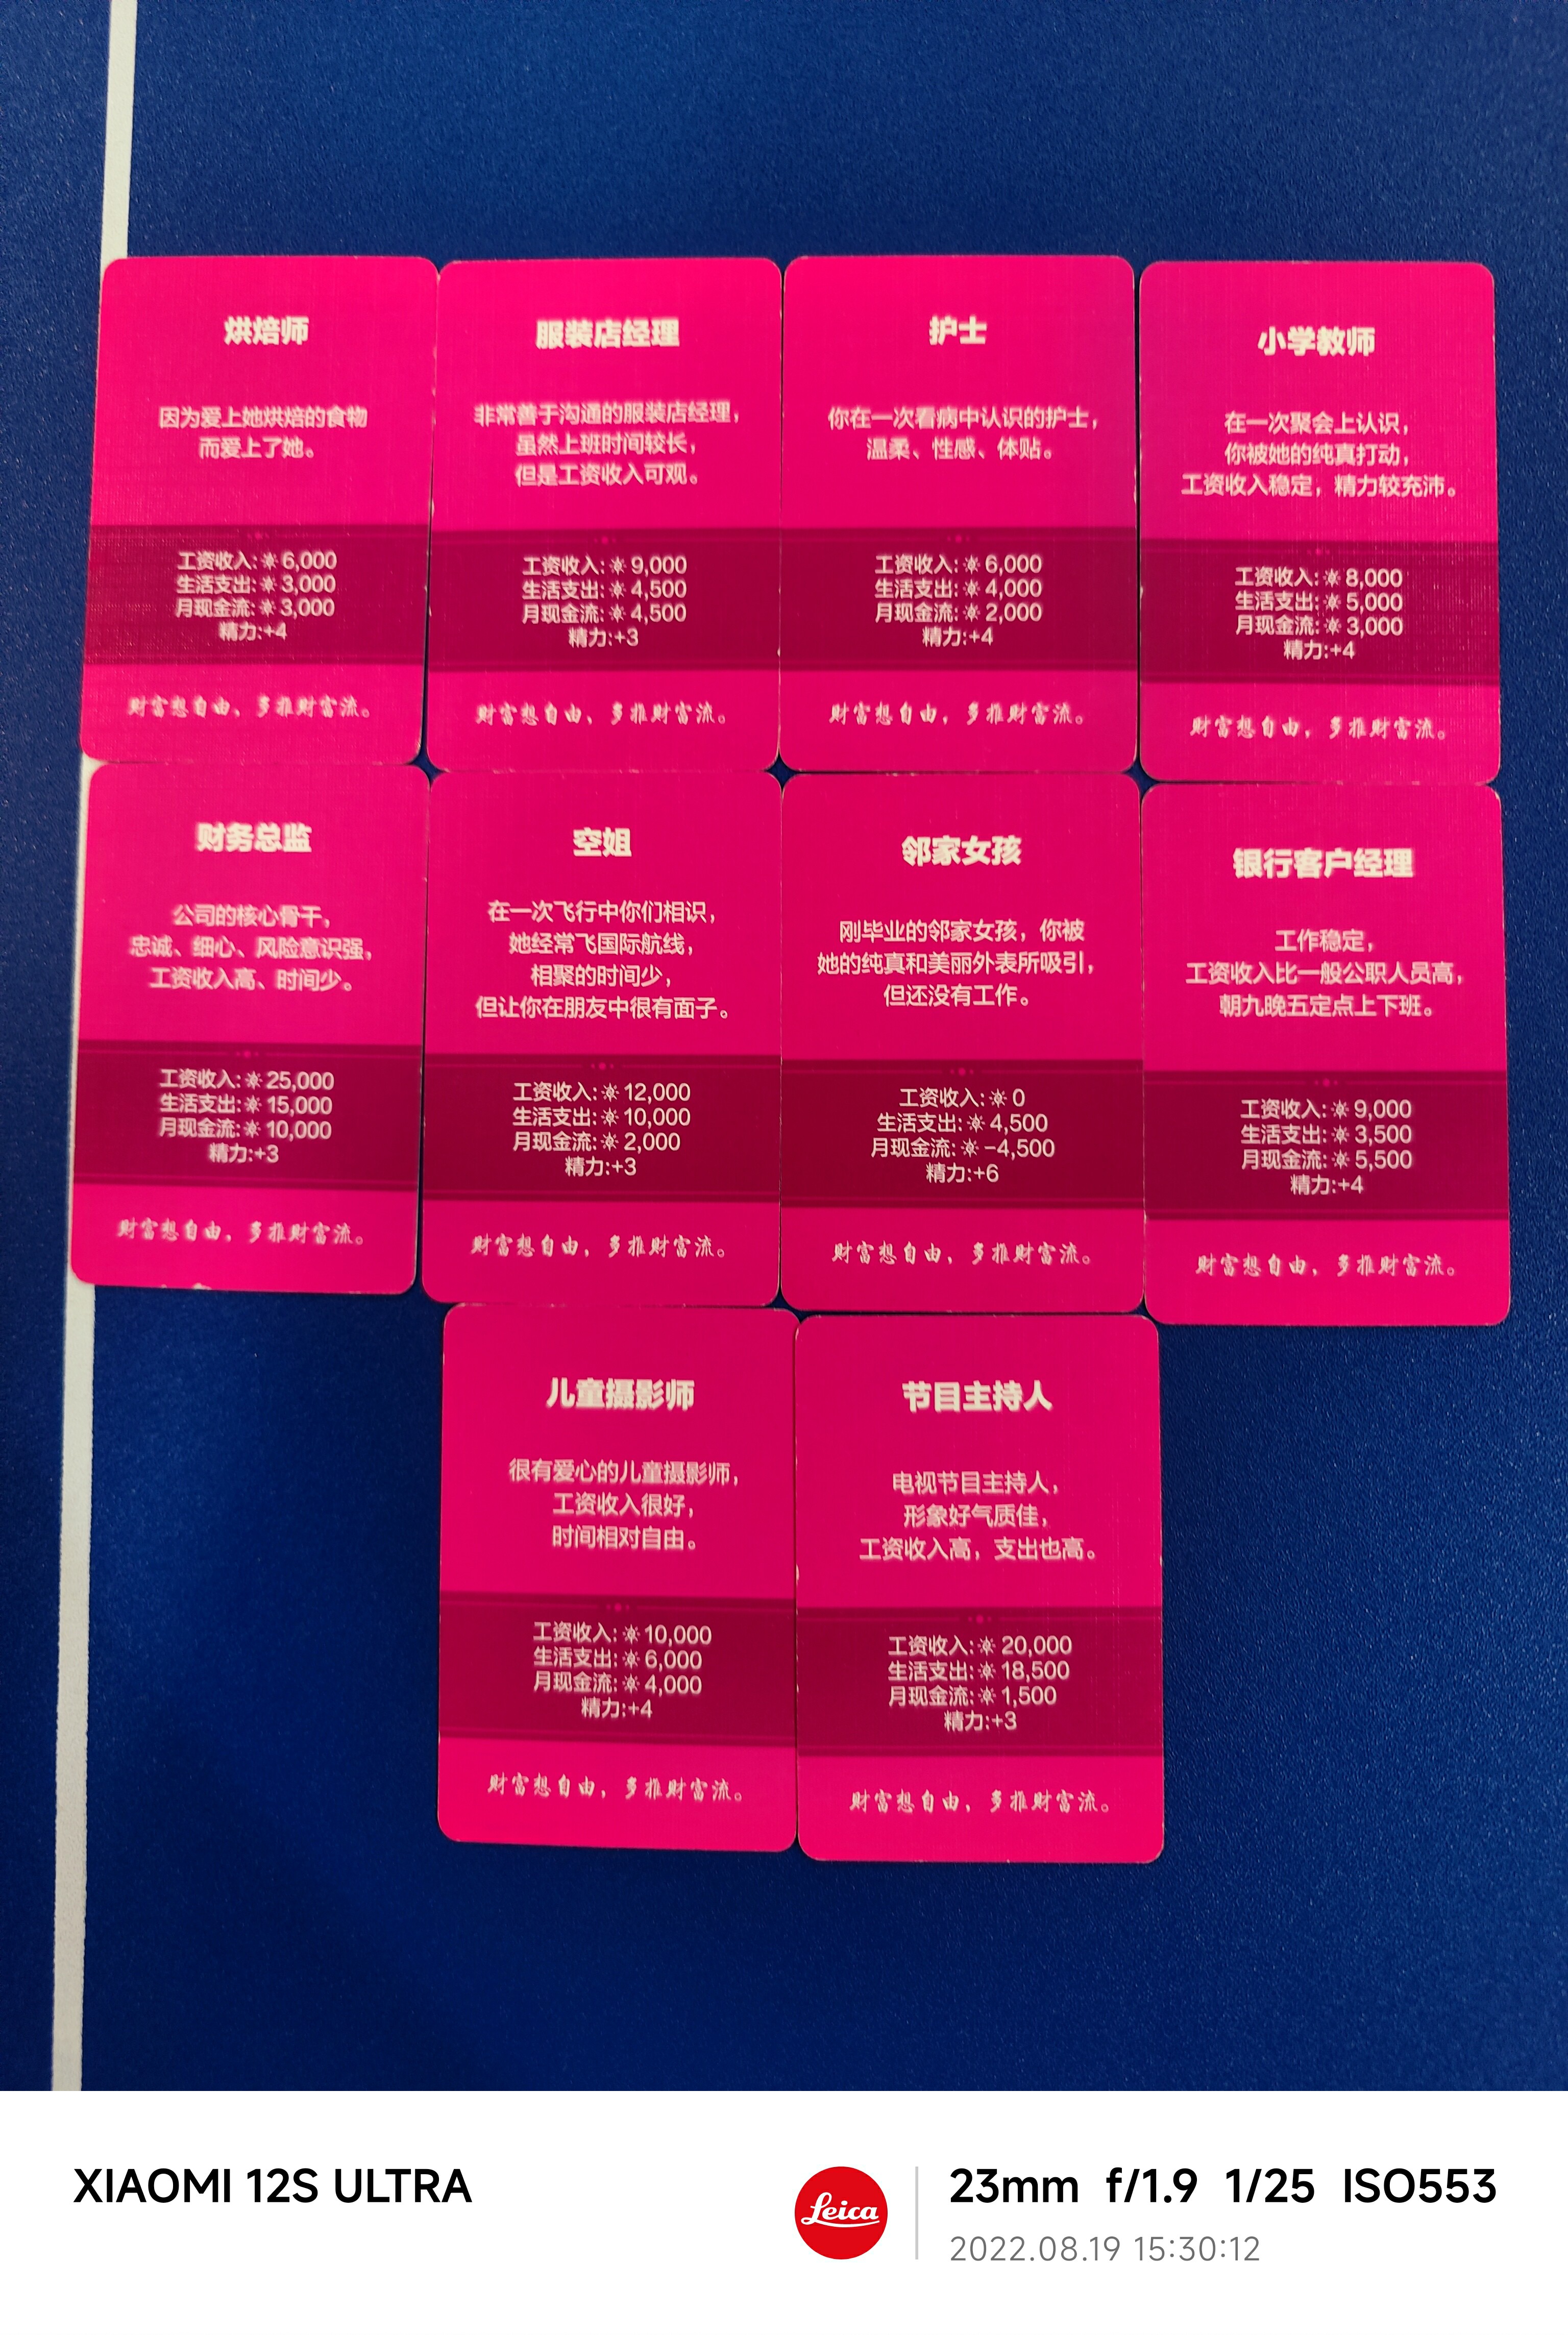 烘焙师
因为爱上她烘焙的食物
而爱上了她。
工资收入:☼6,000
生活支出:☼3,000
月现金流:☼3,000
精力:+4
财富想自由，多推财富流。
服装店经理
非常善于沟通的服装店经理，
虽然上班时间较长，
但是工资收入可观。
工资收入:☼9,000
生活支出:☼4,500
月现金流:☼4,500
精力:+3
财富想自由，多推财富流。
护士
你在一次看病中认识的护士，
温柔、性感、体贴。
工资收入:☼6,000
生活支出:☼4,000
月现金流:☼2,000
精力:+4
财富想自由，多推财富流。
小学教师
在一次聚会上认识，
你被她的纯真打动，
工资收入稳定，精力较充沛。
工资收入:☼8,000
生活支出:☼5,000
月现金流:☼3,000
精力:+4
财富想自由，多推财富流。
财务总监
公司的核心骨干，
忠诚、细心、风险意识强，
工资收入高、时间少。
工资收入:☼25,000
生活支出:☼15,000
月现金流:☼10,000
精力:+3
财富想自由，多推财富流。
空姐
在一次飞行中你们相识，
她经常飞国际航线，
相聚的时间少，
但让你在朋友中很有面子。
工资收入:☼12,000
生活支出:☼10,000
月现金流:☼2,000
精力:+3
财富想自由，多推财富流。
邻家女孩
刚毕业的邻家女孩，你被
她的纯真和美丽外表所吸引，
但还没有工作。
工资收入:☼0
生活支出:☼4,500
月现金流:☼-4,500
精力:+6
财富想自由，多推财富流。
银行客户经理
工作稳定，
工资收入比一般公职人员高，
朝九晚五定点上下班。
工资收入:☼9,000
生活支出:☼3,500
月现金流:☼5,500
精力:+4
财富想自由，多推财富流。
儿童摄影师
很有爱心的儿童摄影师，
工资收入很好，
时间相对自由。
工资收入:☼10,000
生活支出:☼6,000
月现金流:☼4,000
精力:+4
财富想自由，多推财富流。
节目主持人
电视节目主持人，
形象好气质佳，
工资收入高，支出也高。
工资收入:☼20,000
生活支出:☼18,500
月现金流:☼1,500
精力:+3
财富想自由，多推财富流。
XIAOMI 12S ULTRA
Leica
23mm f/1.9 1/25 ISO553
2022.08.19 15:30:12